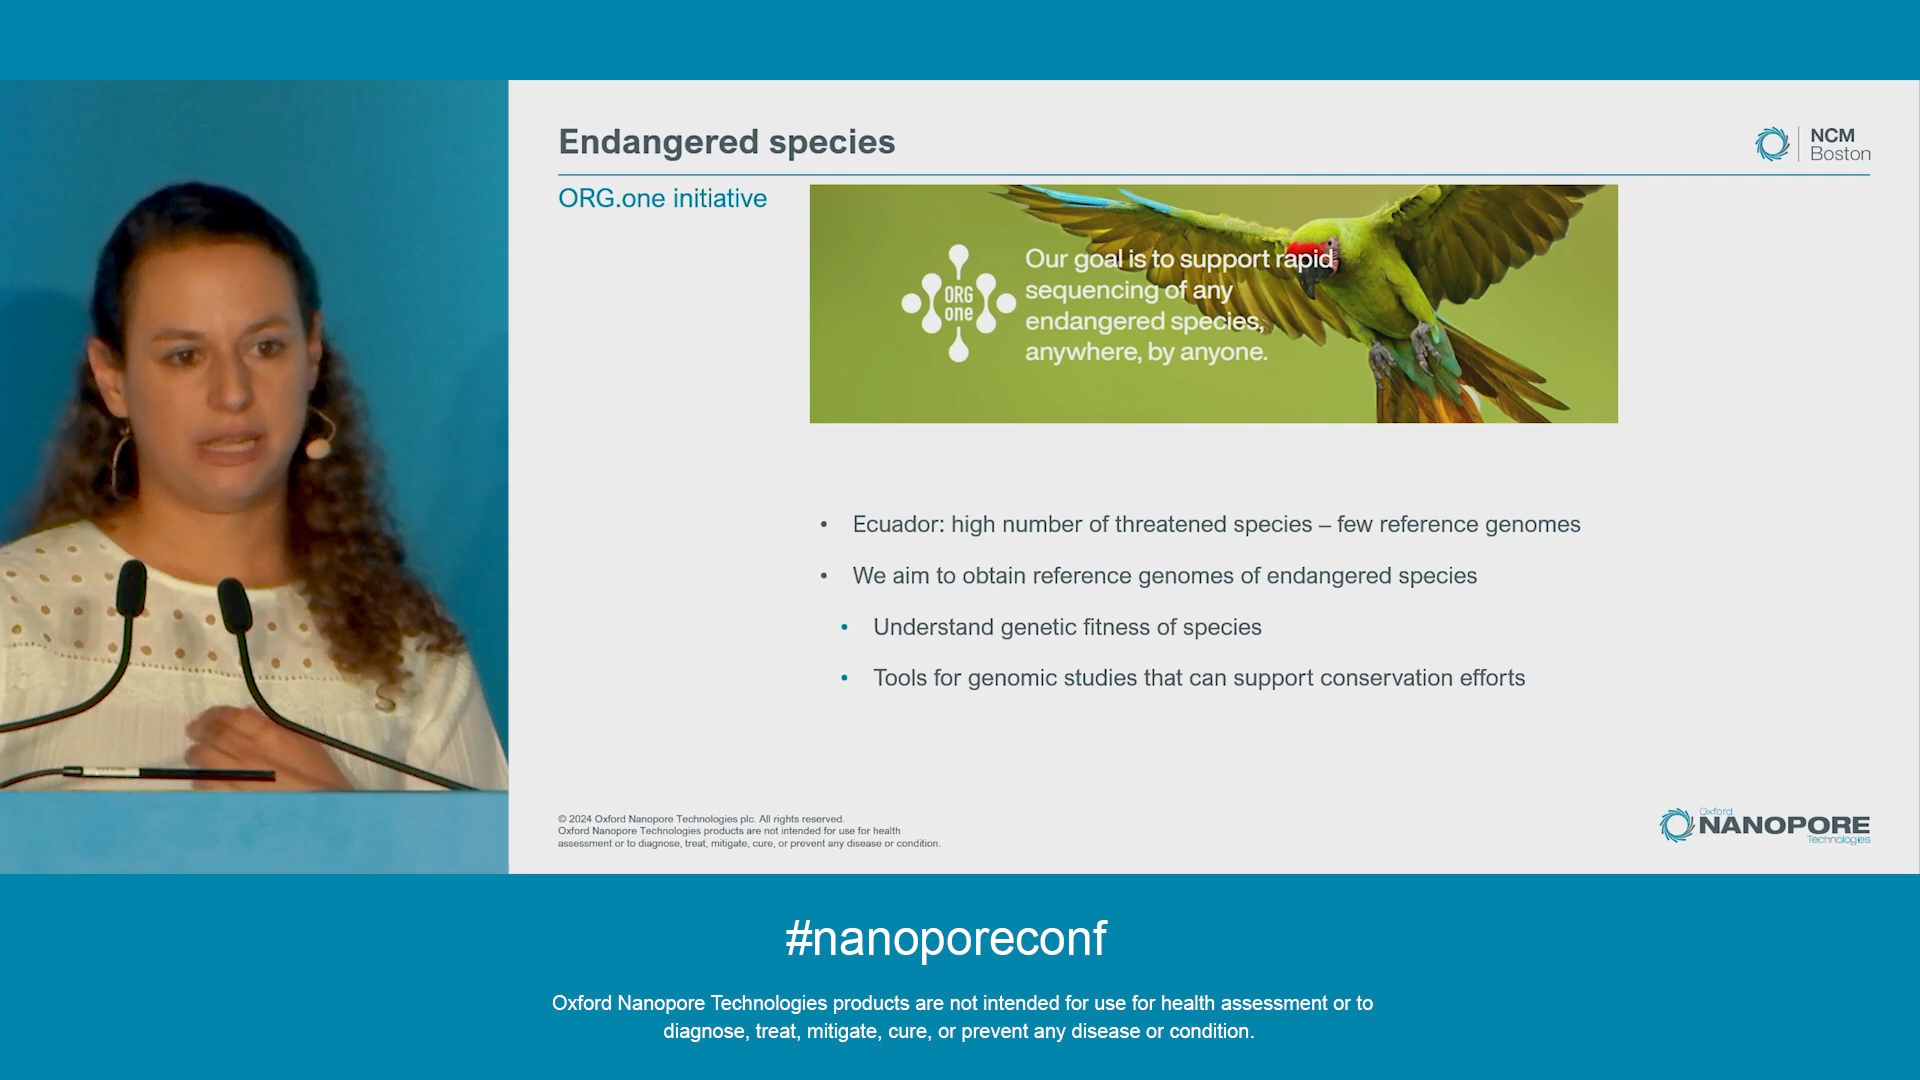 Endangered species
NCM
Boston
ORG.one initiative
ORG
one
Our goal is to support rapid
sequencing of any
endangered species,
anywhere, by anyone.
• Ecuador: high number of threatened species – few reference genomes
• We aim to obtain reference genomes of endangered species
• Understand genetic fitness of species
• Tools for genomic studies that can support conservation efforts
© 2024 Oxford Nanopore Technologies plc. All rights reserved.
Oxford Nanopore Technologies products are not intended for use for health
assessment or to diagnose, treat, mitigate, cure, or prevent any disease or condition.
Oxford
NANOPORE
Technologies
#nanoporeconf
Oxford Nanopore Technologies products are not intended for use for health assessment or to
diagnose, treat, mitigate, cure, or prevent any disease or condition.